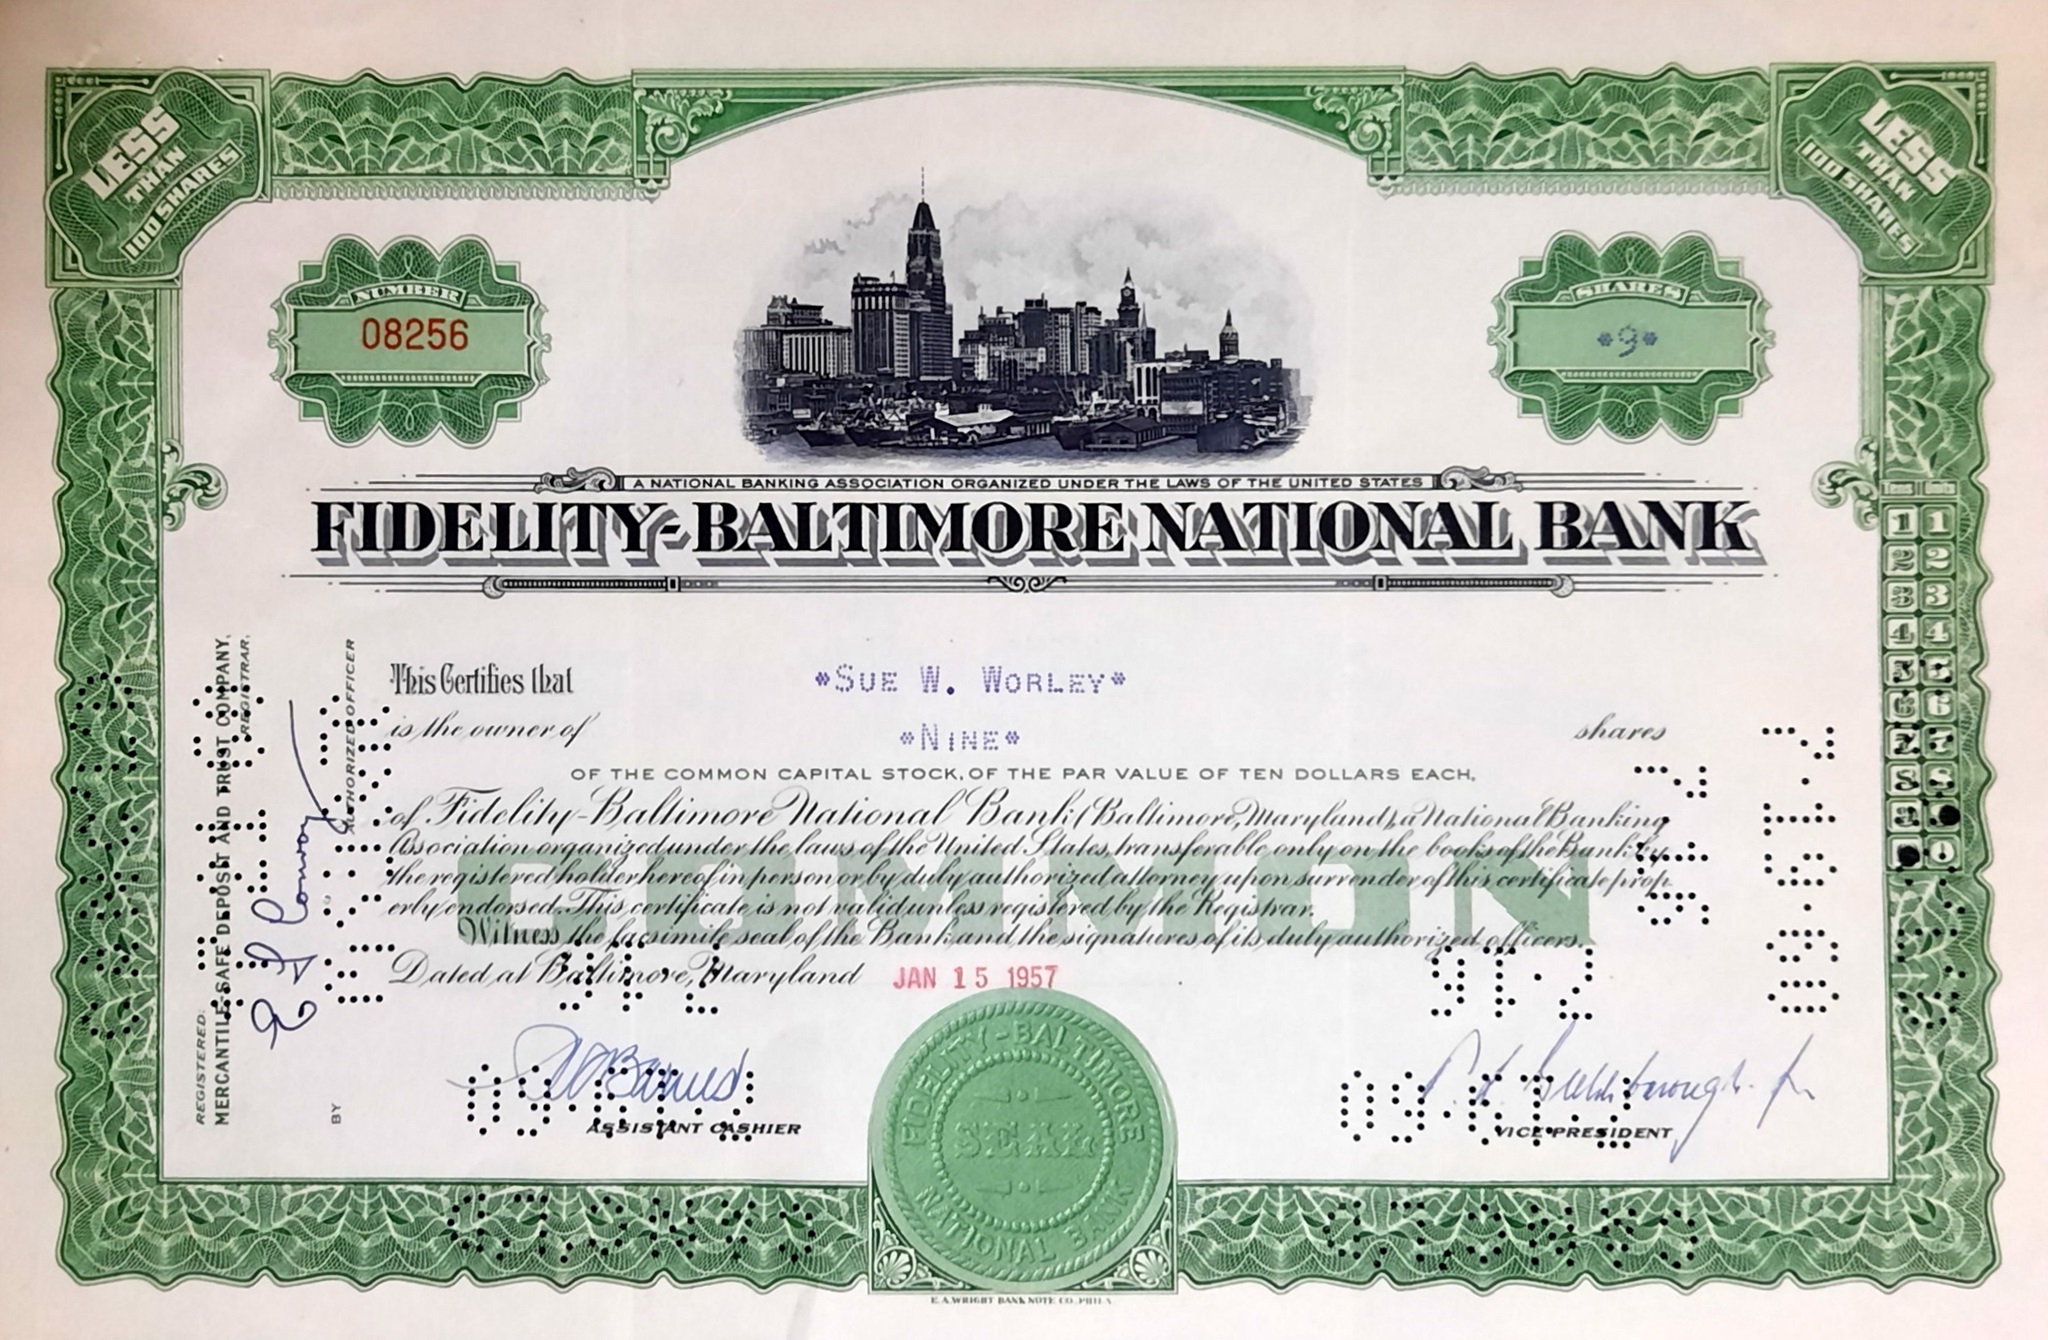 LESS
THAN
100 SHARES
LESS
THAN
100 SHARES
NUMBER
08256
SHARES
*9*
A NATIONAL BANKING ASSOCIATION ORGANIZED UNDER THE LAWS OF THE UNITED STATES
FIDELITY-BALTIMORE NATIONAL BANK
This Certifies that *SUE W. WORLEY*
is the owner of *NINE* shares
OF THE COMMON CAPITAL STOCK, OF THE PAR VALUE OF TEN DOLLARS EACH,
of Fidelity-Baltimore National Bank (Baltimore, Maryland), a National Banking
Association organized under the laws of the United States, transferable only on the books of the Bank by
the registered holder hereof in person or by duly authorized attorney upon surrender of this certificate prop-
erly endorsed. This certificate is not valid unless registered by the Registrar.
Witness the facsimile seal of the Bank and the signatures of its duly authorized officers.
COMMON
Dated at Baltimore, Maryland JAN 15 1957
ASSISTANT CASHIER
VICE PRESIDENT
FIDELITY-BALTIMORE
SEAL
NATIONAL BANK
REGISTERED:
MERCANTILE-SAFE DEPOSIT AND TRUST COMPANY,
REGISTRAR,
E J Conway
BY
AUTHORIZED OFFICER
1 1
2 2
3 3
4 4
5 5
6 6
7 7
8 8
9
0
E. A. WRIGHT BANK NOTE CO. PHILA.